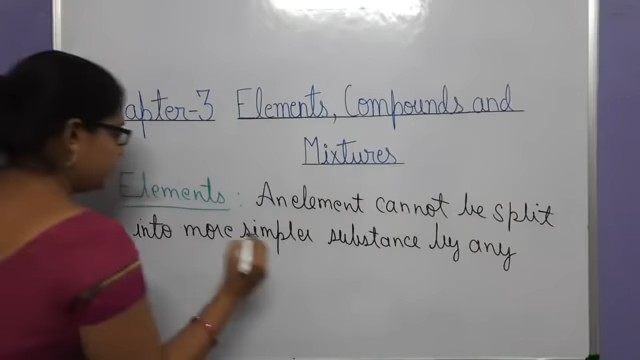 apter-3 Elements, Compounds and
Mixtures
Elements : An element cannot be split
into more simpler substance by any